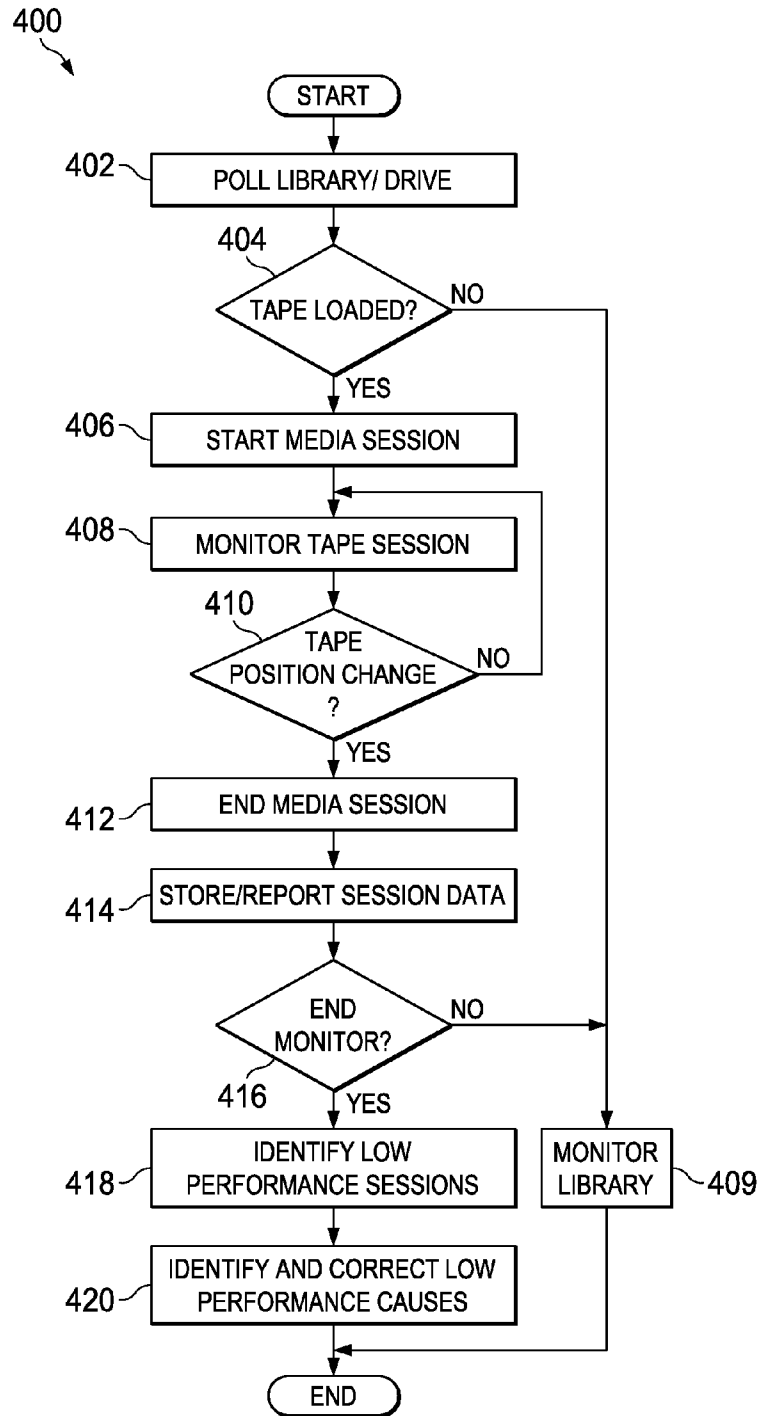 400
START
402
POLL LIBRARY/ DRIVE
404
TAPE LOADED?
NO
YES
406
START MEDIA SESSION
408
MONITOR TAPE SESSION
410
TAPE
POSITION CHANGE
?
NO
YES
412
END MEDIA SESSION
414
STORE/REPORT SESSION DATA
END
MONITOR?
NO
416
YES
418
IDENTIFY LOW
PERFORMANCE SESSIONS
MONITOR
LIBRARY
409
420
IDENTIFY AND CORRECT LOW
PERFORMANCE CAUSES
END